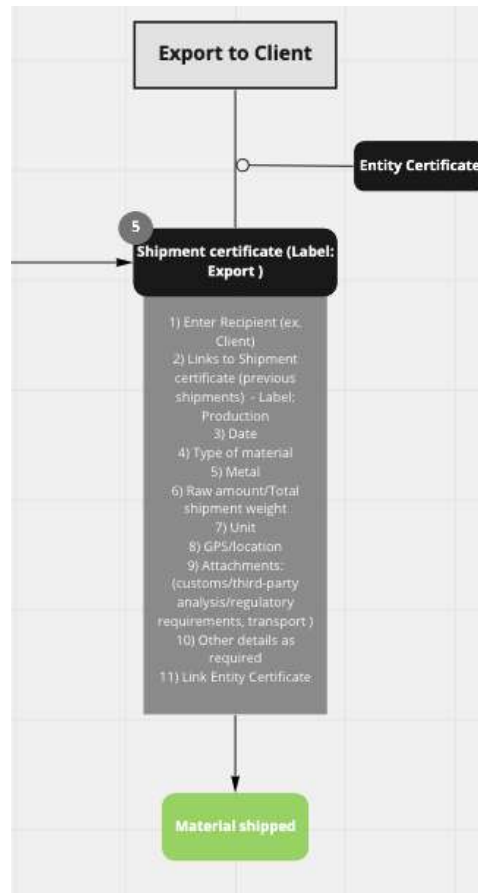 Export to Client
Entity Certificate
5
Shipment certificate (Label:
Export )
1) Enter Recipient (ex.
Client)
2) Links to Shipment
certificate (previous
shipments)  - Label:
Production
3) Date
4) Type of material
5) Metal
6) Raw amount/Total
shipment weight
7) Unit
8) GPS/location
9) Attachments:
(customs/third-party
analysis/regulatory
requirements, transport )
10) Other details as
required
11) Link Entity Certificate
Material shipped